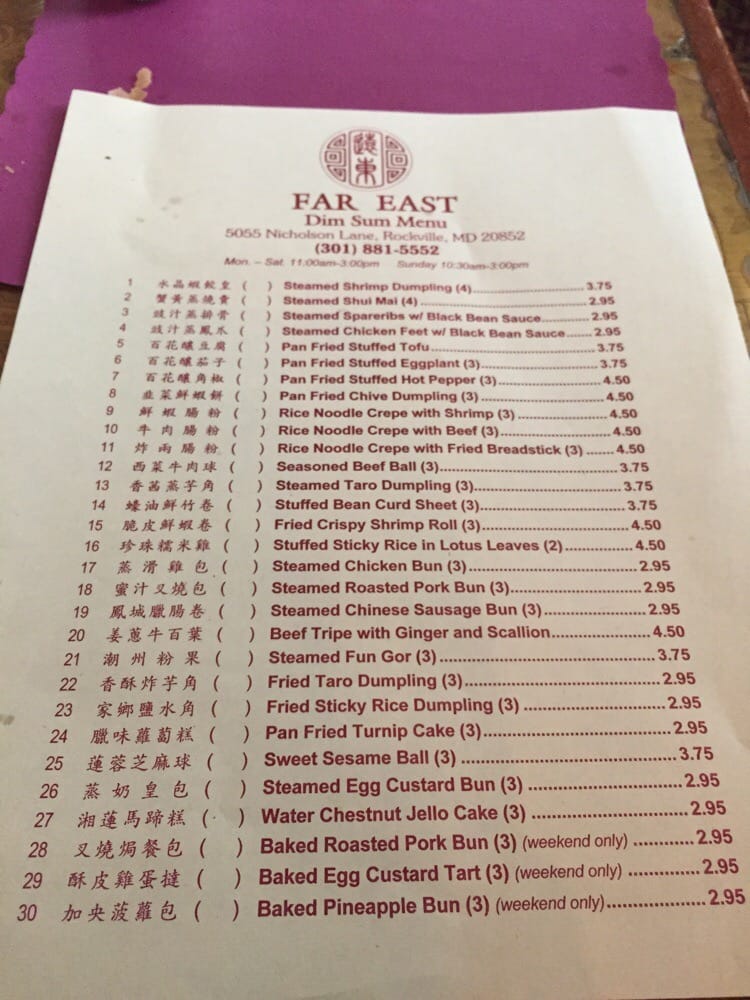 遠東
FAR EAST
Dim Sum Menu
5055 Nicholson Lane, Rockville, MD 20852
(301) 881-5552
Mon. – Sat. 11:00am-3:00pm Sunday 10:30am-3:00pm
1 水晶蝦餃皇 ( ) Steamed Shrimp Dumpling (4) 3.75
2 蟹黃蒸燒賣 ( ) Steamed Shui Mai (4) 2.95
3 豉汁蒸排骨 ( ) Steamed Spareribs w/ Black Bean Sauce 2.95
4 豉汁蒸鳳爪 ( ) Steamed Chicken Feet w/ Black Bean Sauce 2.95
5 百花釀豆腐 ( ) Pan Fried Stuffed Tofu 3.75
6 百花釀茄子 ( ) Pan Fried Stuffed Eggplant (3) 3.75
7 百花釀角椒 ( ) Pan Fried Stuffed Hot Pepper (3) 4.50
8 韭菜鮮蝦餅 ( ) Pan Fried Chive Dumpling (3) 4.50
9 鮮蝦腸粉 ( ) Rice Noodle Crepe with Shrimp (3) 4.50
10 牛肉腸粉 ( ) Rice Noodle Crepe with Beef (3) 4.50
11 炸兩腸粉 ( ) Rice Noodle Crepe with Fried Breadstick (3) 4.50
12 西菜牛肉球 ( ) Seasoned Beef Ball (3) 3.75
13 香茜蒸芋角 ( ) Steamed Taro Dumpling (3) 3.75
14 蠔油鮮竹卷 ( ) Stuffed Bean Curd Sheet (3) 3.75
15 脆皮鮮蝦卷 ( ) Fried Crispy Shrimp Roll (3) 4.50
16 珍珠糯米雞 ( ) Stuffed Sticky Rice in Lotus Leaves (2) 4.50
17 蒸滑雞包 ( ) Steamed Chicken Bun (3) 2.95
18 蜜汁叉燒包 ( ) Steamed Roasted Pork Bun (3) 2.95
19 鳳城臘腸卷 ( ) Steamed Chinese Sausage Bun (3) 2.95
20 姜蔥牛百葉 ( ) Beef Tripe with Ginger and Scallion 4.50
21 潮州粉果 ( ) Steamed Fun Gor (3) 3.75
22 香酥炸芋角 ( ) Fried Taro Dumpling (3) 2.95
23 家鄉鹽水角 ( ) Fried Sticky Rice Dumpling (3) 2.95
24 臘味蘿蔔糕 ( ) Pan Fried Turnip Cake (3) 2.95
25 蓮蓉芝麻球 ( ) Sweet Sesame Ball (3) 3.75
26 蒸奶皇包 ( ) Steamed Egg Custard Bun (3) 2.95
27 湘蓮馬蹄糕 ( ) Water Chestnut Jello Cake (3) 2.95
28 叉燒焗餐包 ( ) Baked Roasted Pork Bun (3) (weekend only) 2.95
29 酥皮雞蛋撻 ( ) Baked Egg Custard Tart (3) (weekend only) 2.95
30 加央菠蘿包 ( ) Baked Pineapple Bun (3) (weekend only) 2.95